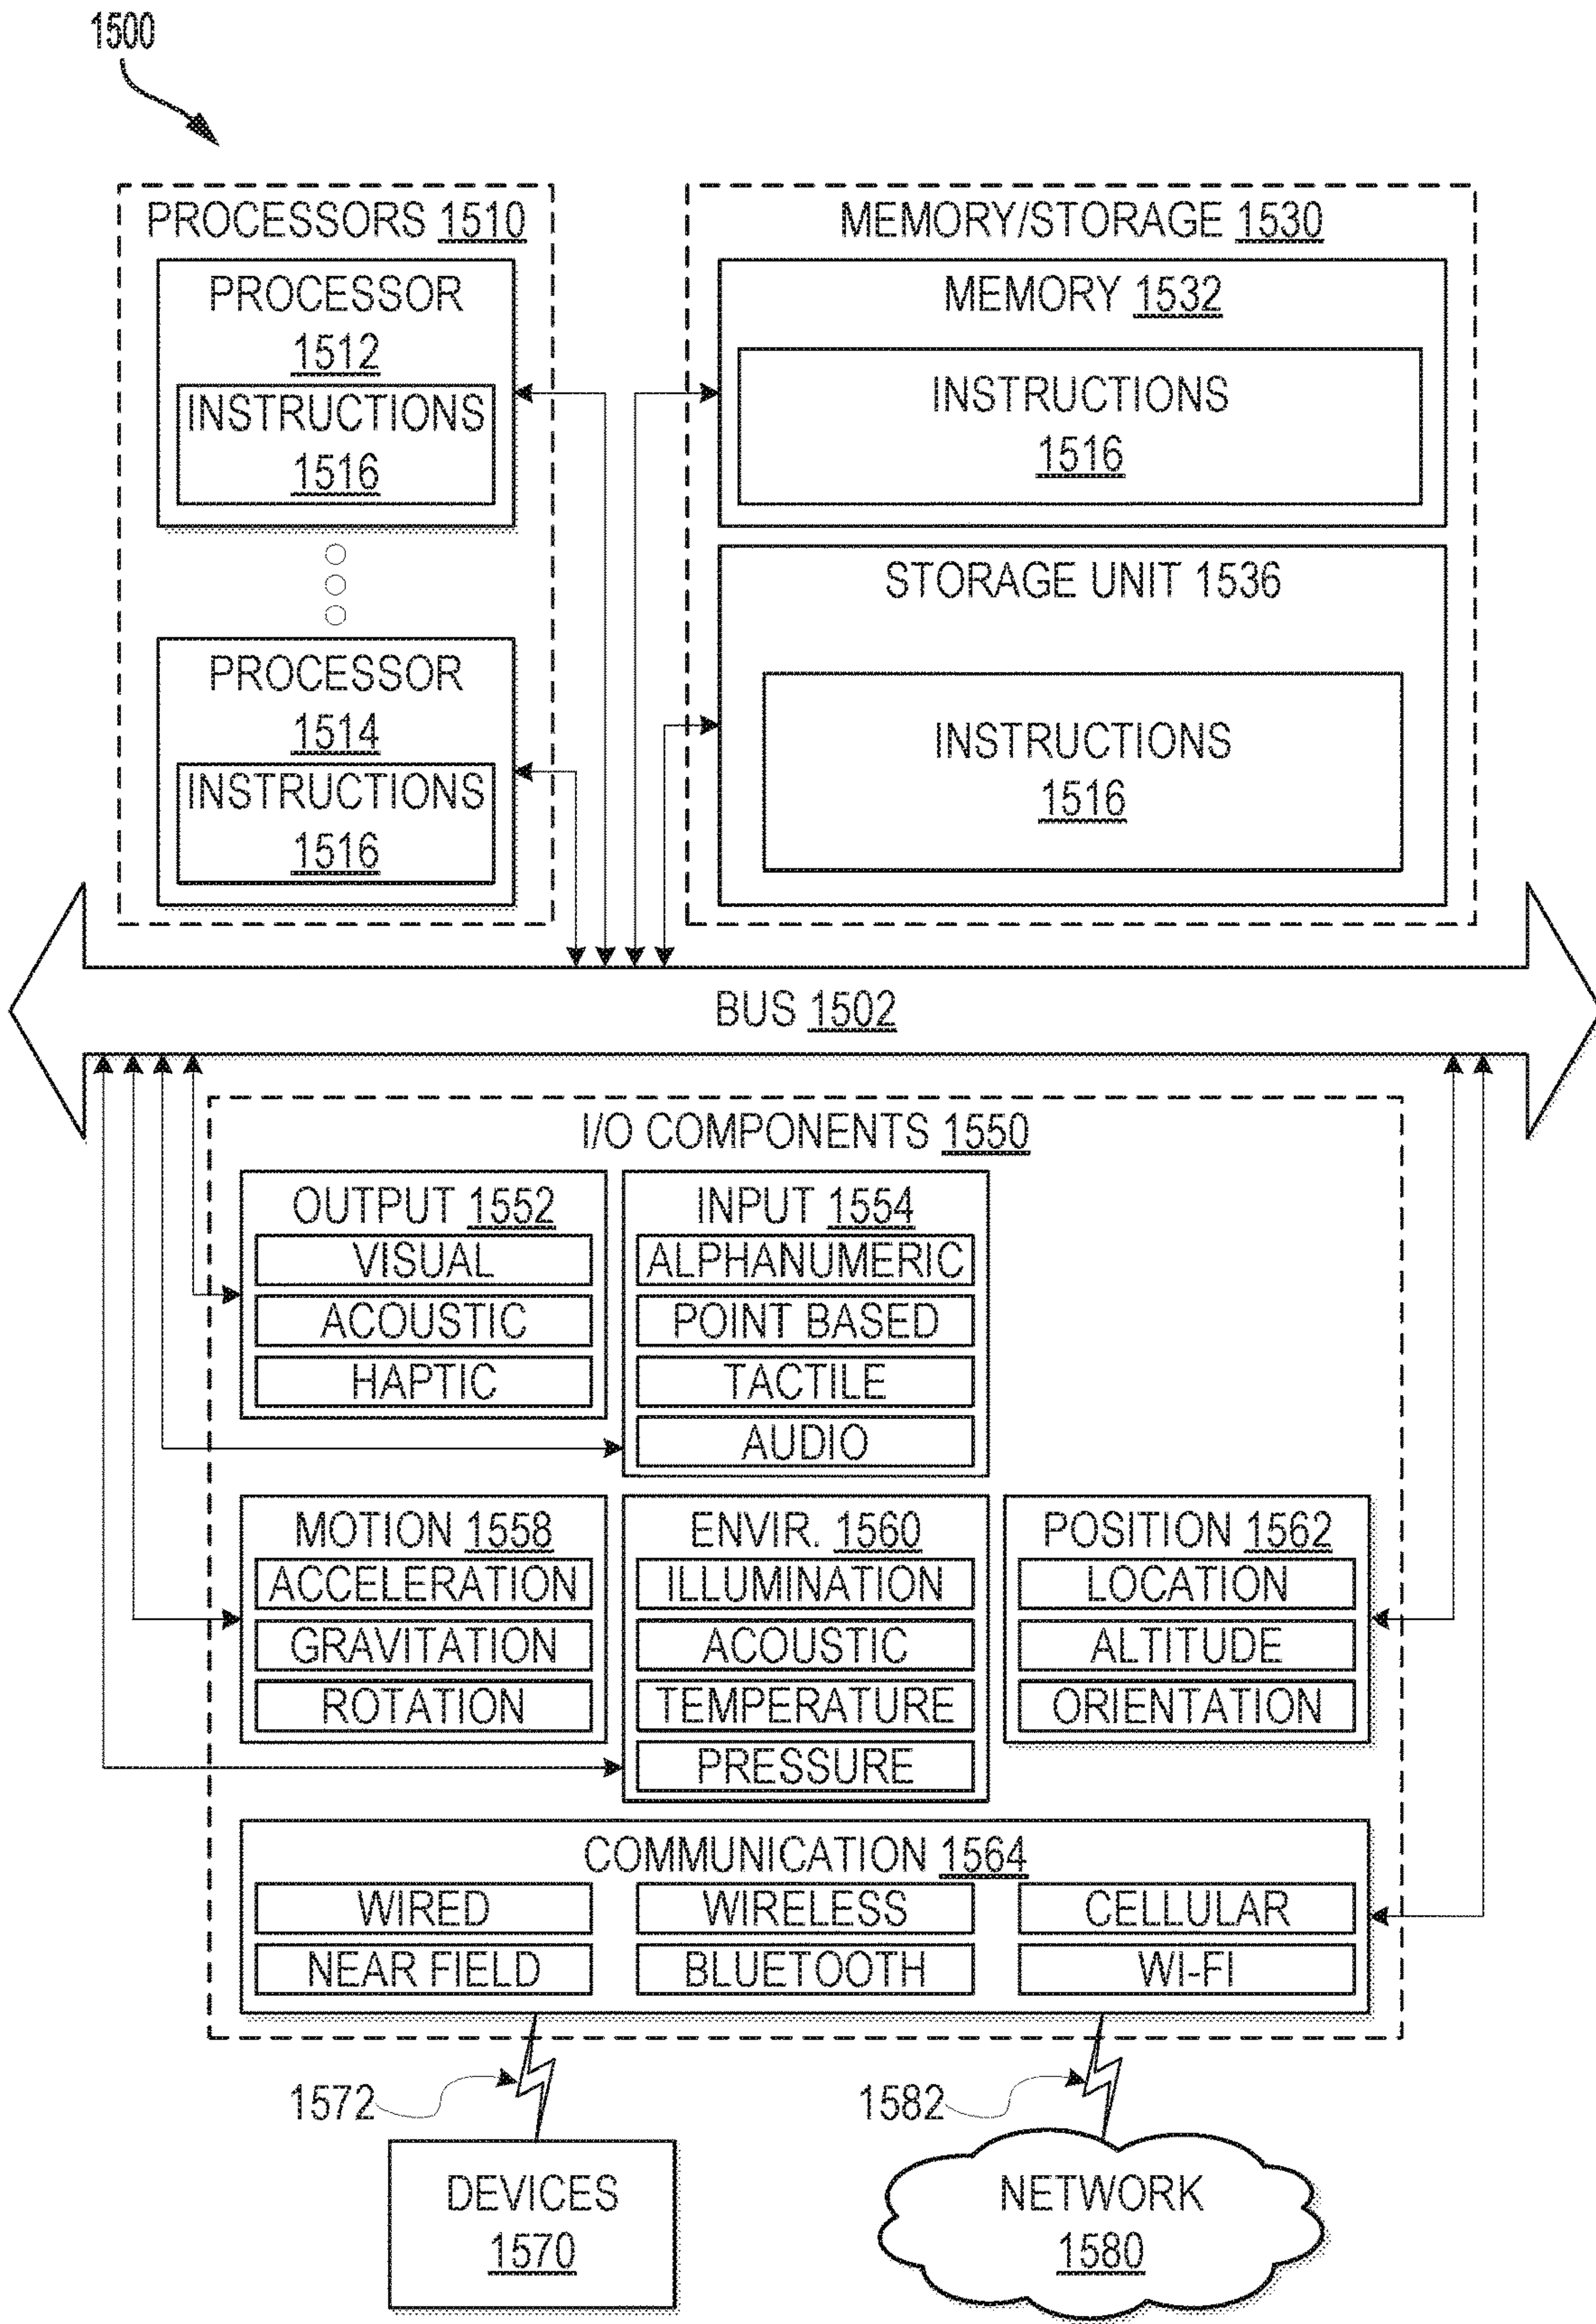 1500
PROCESSORS 1510
PROCESSOR
1512
INSTRUCTIONS
1516
PROCESSOR
1514
INSTRUCTIONS
1516
MEMORY/STORAGE 1530
MEMORY 1532
INSTRUCTIONS
1516
STORAGE UNIT 1536
INSTRUCTIONS
1516
BUS 1502
I/O COMPONENTS 1550
OUTPUT 1552
VISUAL
ACOUSTIC
HAPTIC
INPUT 1554
ALPHANUMERIC
POINT BASED
TACTILE
AUDIO
MOTION 1558
ACCELERATION
GRAVITATION
ROTATION
ENVIR. 1560
ILLUMINATION
ACOUSTIC
TEMPERATURE
PRESSURE
POSITION 1562
LOCATION
ALTITUDE
ORIENTATION
COMMUNICATION 1564
WIRED
WIRELESS
CELLULAR
NEAR FIELD
BLUETOOTH
WI-FI
1572
1582
DEVICES
1570
NETWORK
1580